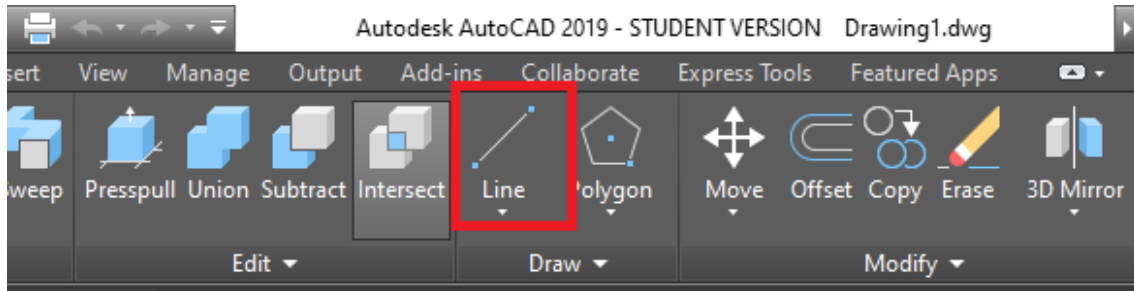 Autodesk AutoCAD 2019 - STUDENT VERSION Drawing1.dwg
sert View Manage Output Add-ins Collaborate Express Tools Featured Apps
Sweep Presspull Union Subtract Intersect Line Polygon Move Offset Copy Erase 3D Mirror
Edit Draw Modify